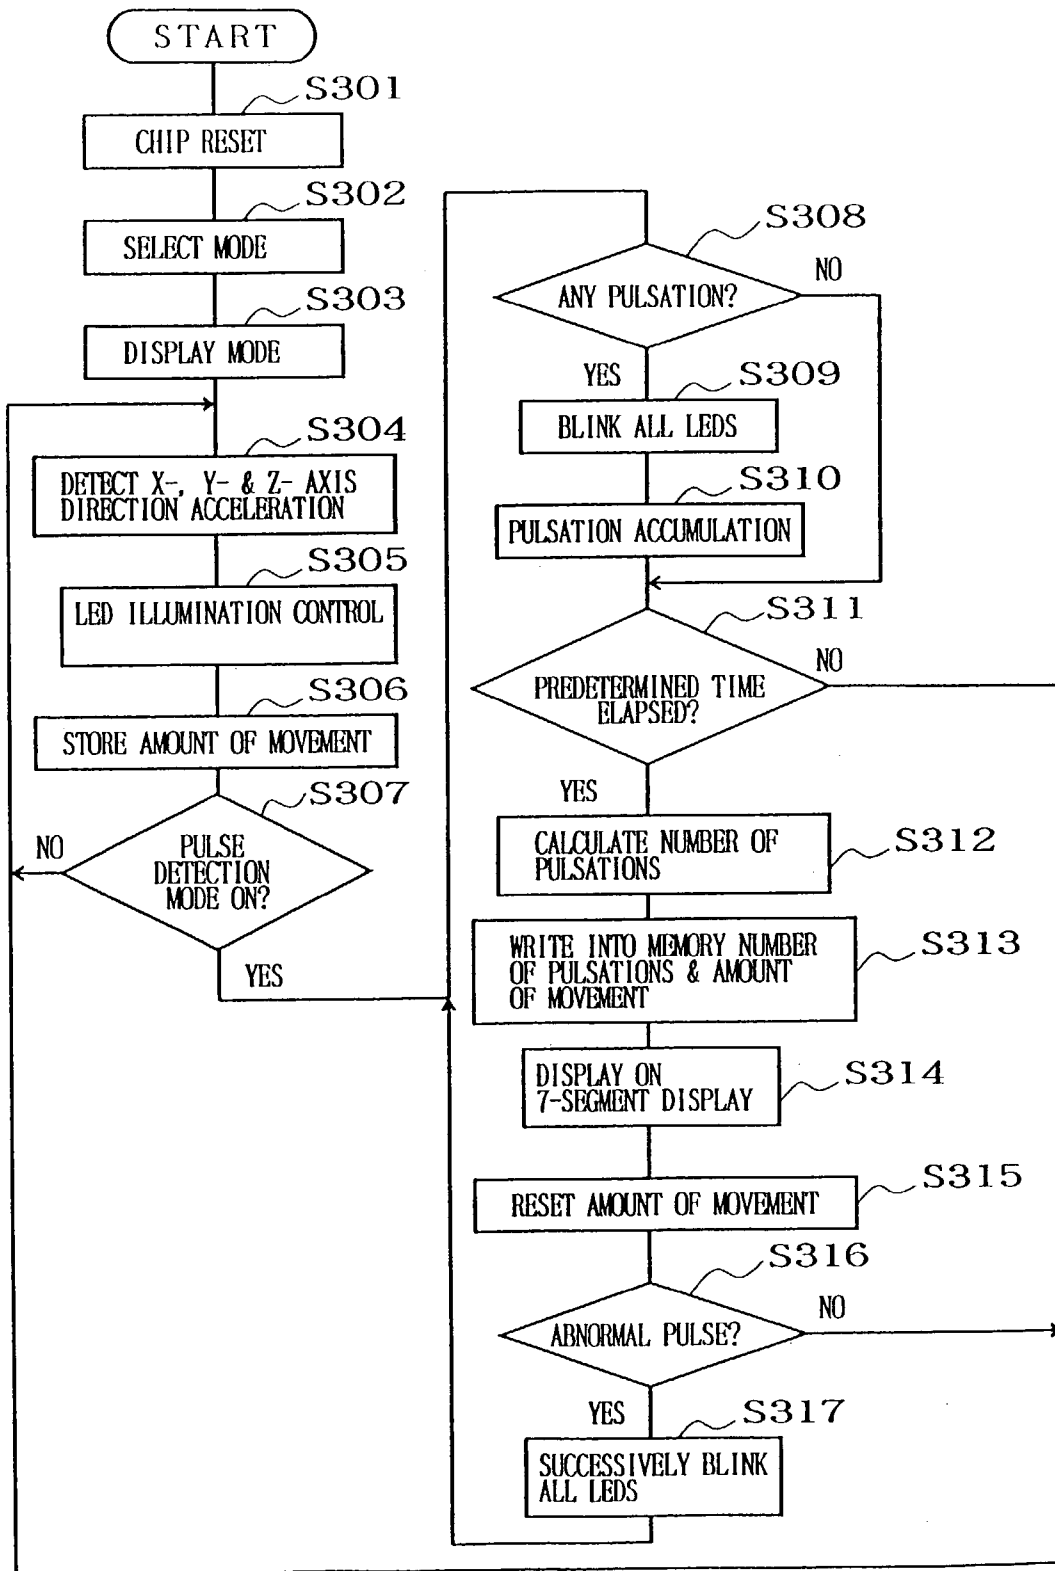 START
S301
CHIP RESET
S302
SELECT MODE
S303
DISPLAY MODE
S304
DETECT X-, Y- & Z- AXIS
DIRECTION ACCELERATION
S305
LED ILLUMINATION CONTROL
S306
STORE AMOUNT OF MOVEMENT
S307
NO
PULSE
DETECTION
MODE ON?
YES
S308
NO
ANY PULSATION?
YES
S309
BLINK ALL LEDS
S310
PULSATION ACCUMULATION
S311
NO
PREDETERMINED TIME
ELAPSED?
YES
CALCULATE NUMBER OF
PULSATIONS
S312
WRITE INTO MEMORY NUMBER
OF PULSATIONS & AMOUNT
OF MOVEMENT
S313
DISPLAY ON
7-SEGMENT DISPLAY
S314
RESET AMOUNT OF MOVEMENT
S315
S316
NO
ABNORMAL PULSE?
YES
S317
SUCCESSIVELY BLINK
ALL LEDS